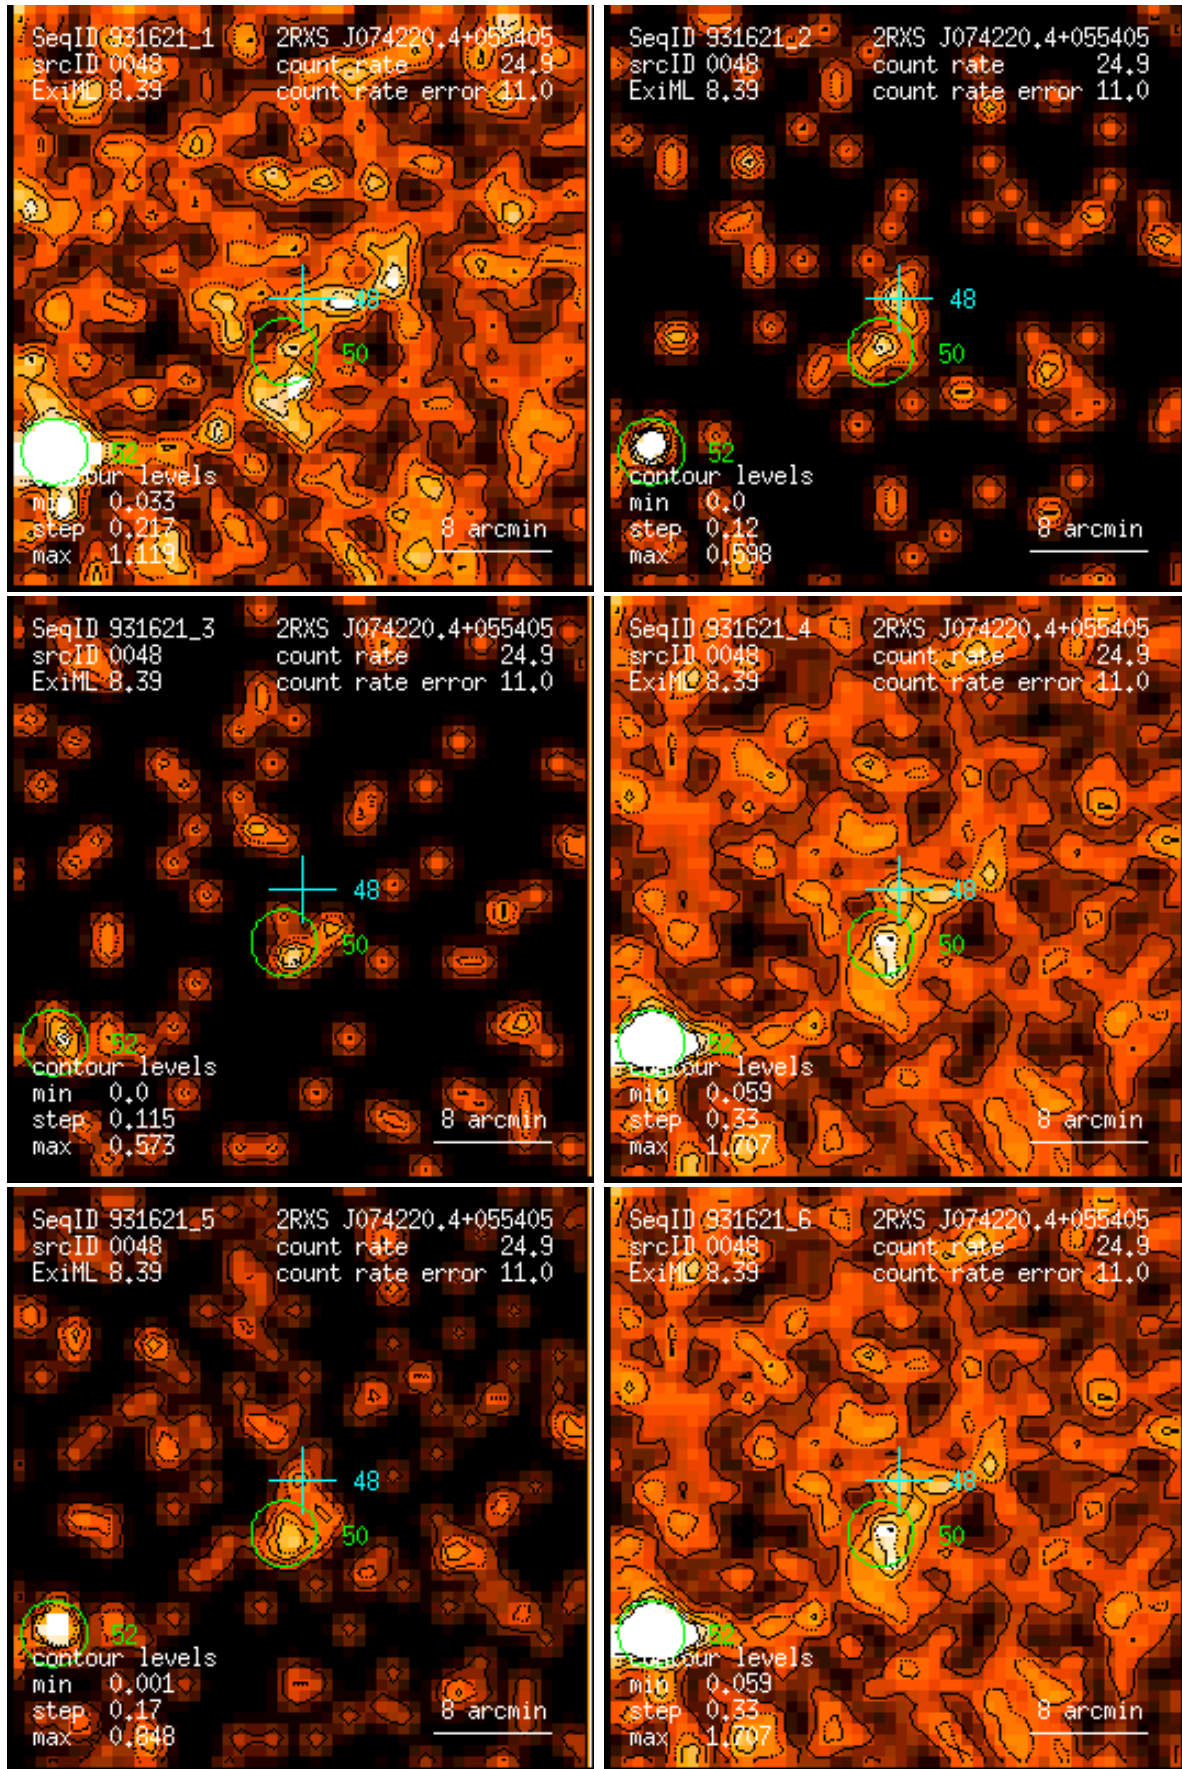 SeqID 931621_1 2RXS J074220.4+055405
srcID 0048 count rate 24.9
ExiML 8.39 count rate error 11.0
48
50
52
contour levels
min 0.033
step 0.217
max 1.119
8 arcmin
SeqID 931621_2 2RXS J074220.4+055405
srcID 0048 count rate 24.9
ExiML 8.39 count rate error 11.0
48
50
52
contour levels
min 0.0
step 0.12
max 0.598
8 arcmin
SeqID 931621_3 2RXS J074220.4+055405
srcID 0048 count rate 24.9
ExiML 8.39 count rate error 11.0
48
50
52
contour levels
min 0.0
step 0.115
max 0.573
8 arcmin
SeqID 931621_4 2RXS J074220.4+055405
srcID 0048 count rate 24.9
ExiML 8.39 count rate error 11.0
48
50
52
contour levels
min 0.059
step 0.33
max 1.707
8 arcmin
SeqID 931621_5 2RXS J074220.4+055405
srcID 0048 count rate 24.9
ExiML 8.39 count rate error 11.0
48
50
52
contour levels
min 0.001
step 0.17
max 0.848
8 arcmin
SeqID 931621_6 2RXS J074220.4+055405
srcID 0048 count rate 24.9
ExiML 8.39 count rate error 11.0
48
50
52
contour levels
min 0.059
step 0.33
max 1.707
8 arcmin